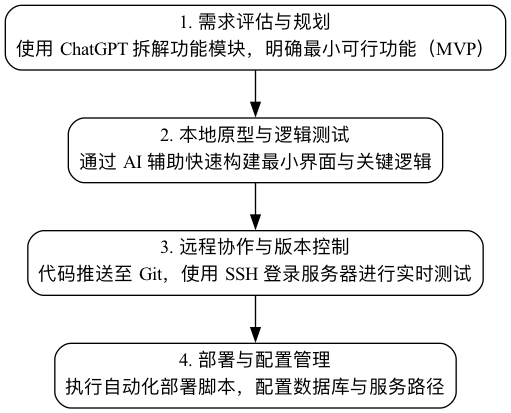 1. 需求评估与规划
使用 ChatGPT 拆解功能模块，明确最小可行功能（MVP）
2. 本地原型与逻辑测试
通过 AI 辅助快速构建最小界面与关键逻辑
3. 远程协作与版本控制
代码推送至 Git，使用 SSH 登录服务器进行实时测试
4. 部署与配置管理
执行自动化部署脚本，配置数据库与服务路径